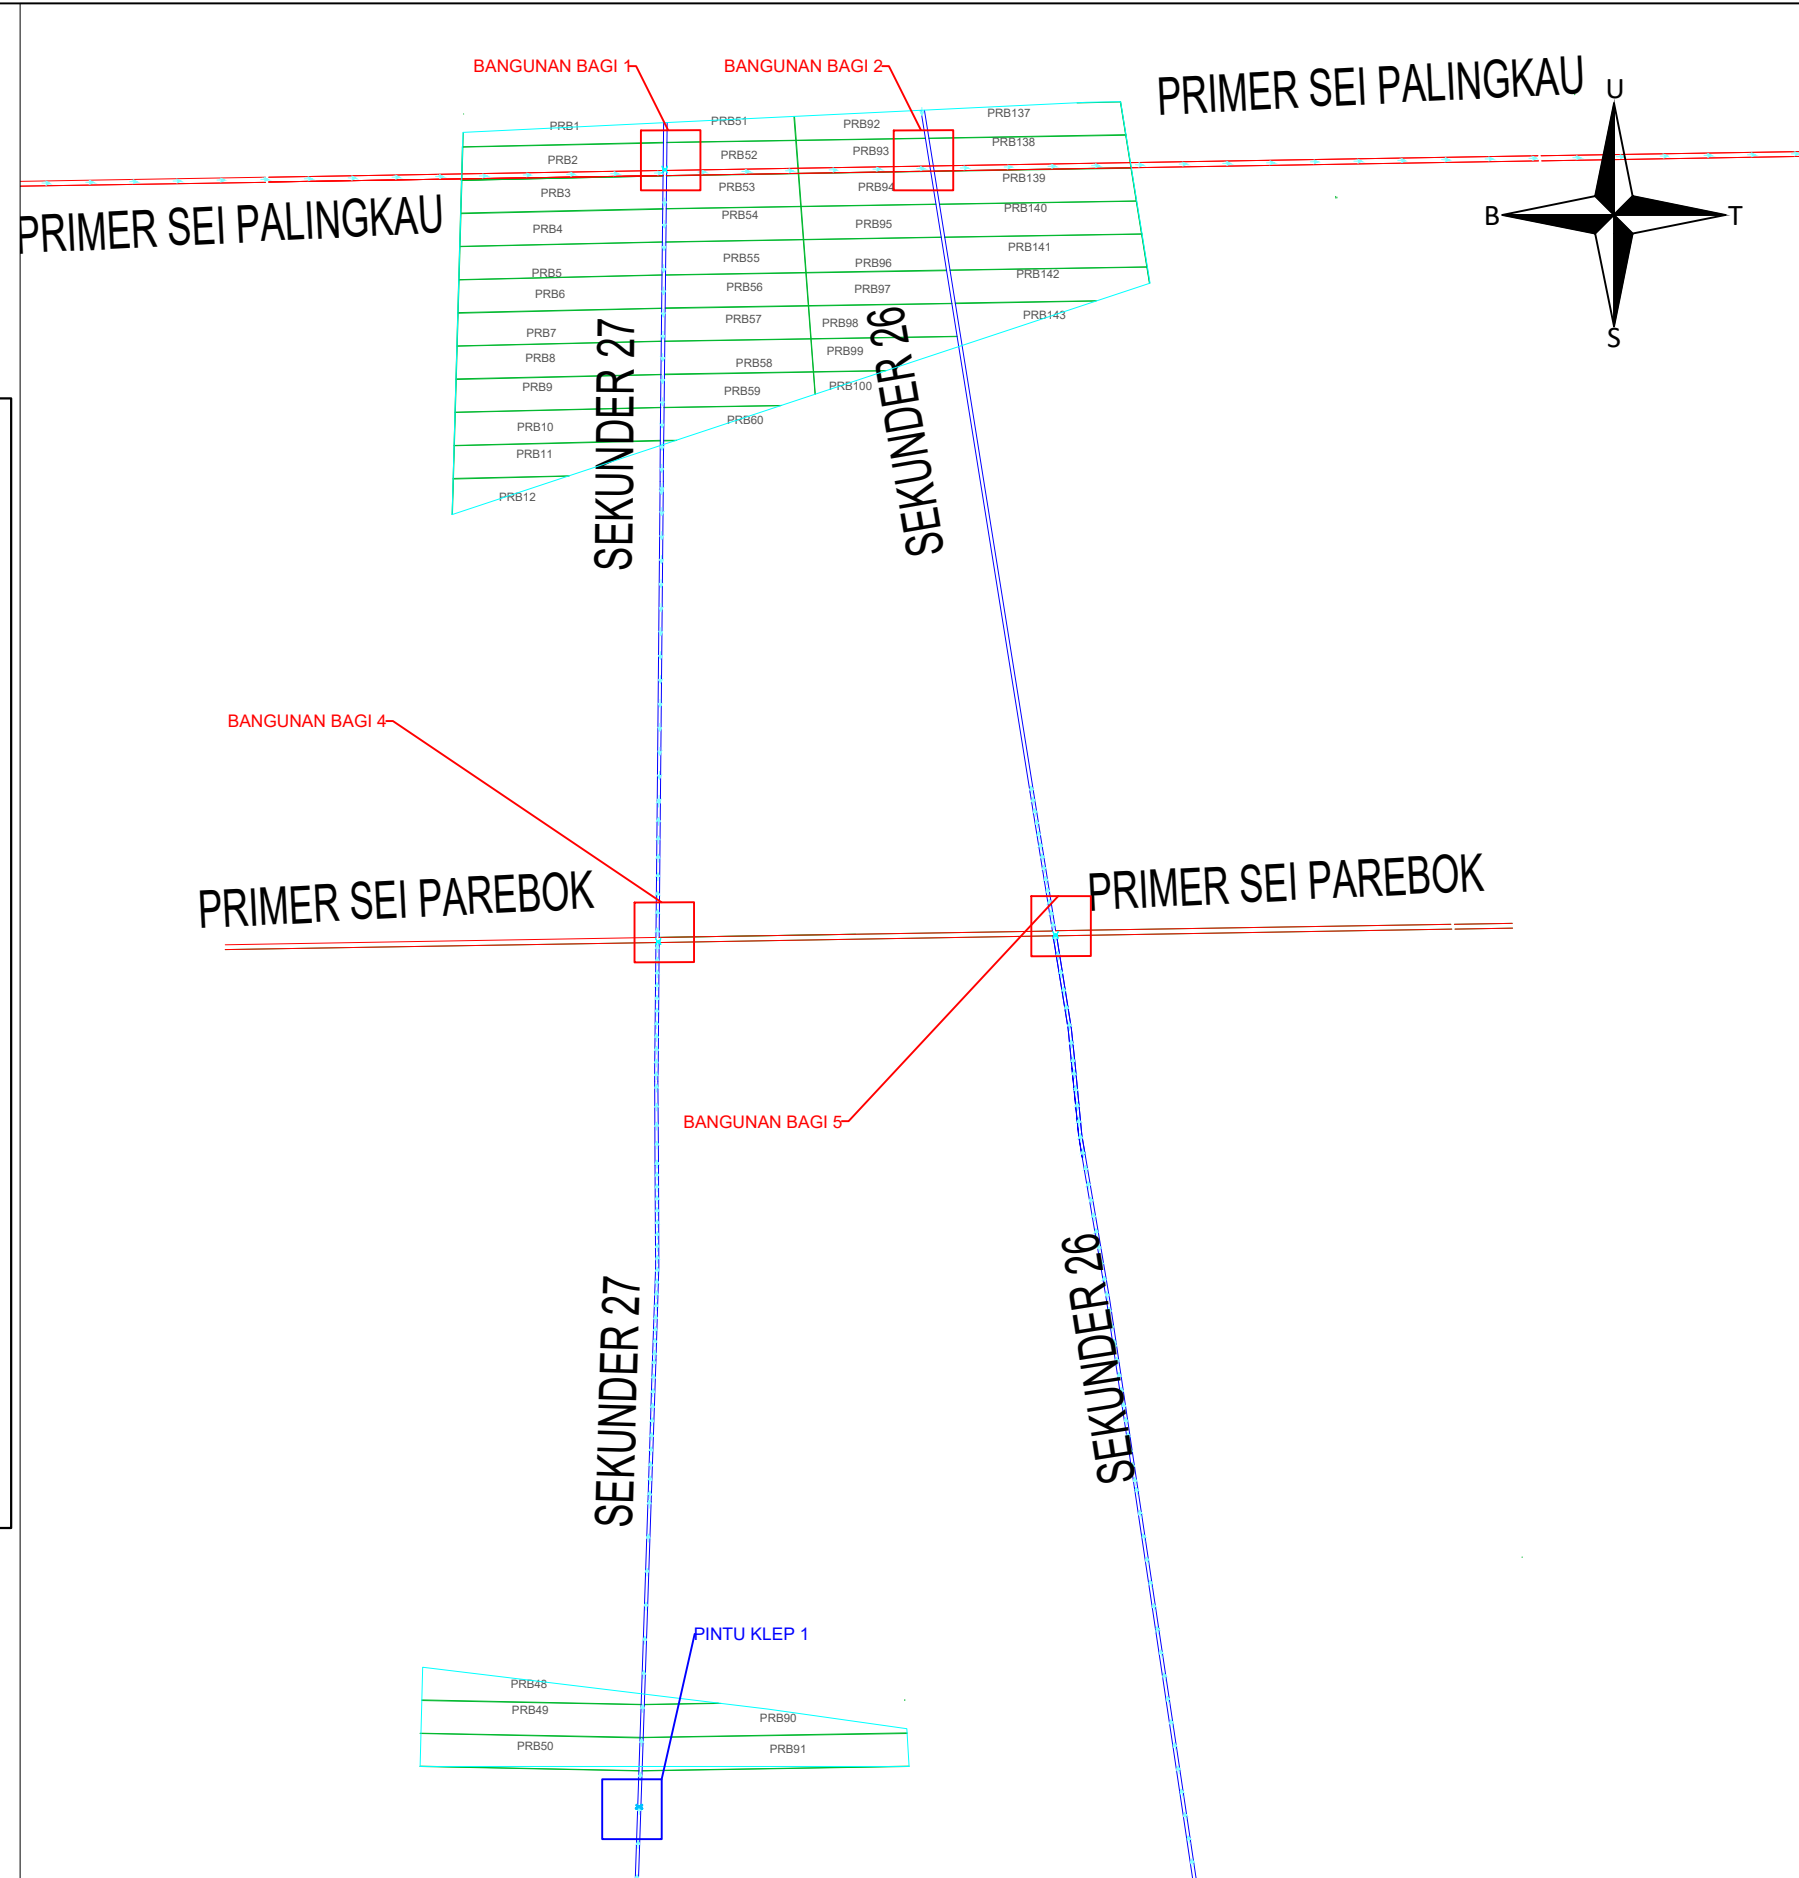 BANGUNAN BAGI 1
BANGUNAN BAGI 2
PRIMER SEI PALINGKAU
U
B
T
S
PRIMER SEI PALINGKAU
PRB1
PRB2
PRB3
PRB4
PRB5
PRB6
PRB7
PRB8
PRB9
PRB10
PRB11
PRB12
PRB51
PRB52
PRB53
PRB54
PRB55
PRB56
PRB57
PRB58
PRB59
PRB60
PRB92
PRB93
PRB94
PRB95
PRB96
PRB97
PRB98
PRB99
PRB100
PRB137
PRB138
PRB139
PRB140
PRB141
PRB142
PRB143
SEKUNDER 27
SEKUNDER 26
BANGUNAN BAGI 4
PRIMER SEI PAREBOK
PRIMER SEI PAREBOK
BANGUNAN BAGI 5
SEKUNDER 27
SEKUNDER 26
PINTU KLEP 1
PRB48
PRB49
PRB50
PRB90
PRB91